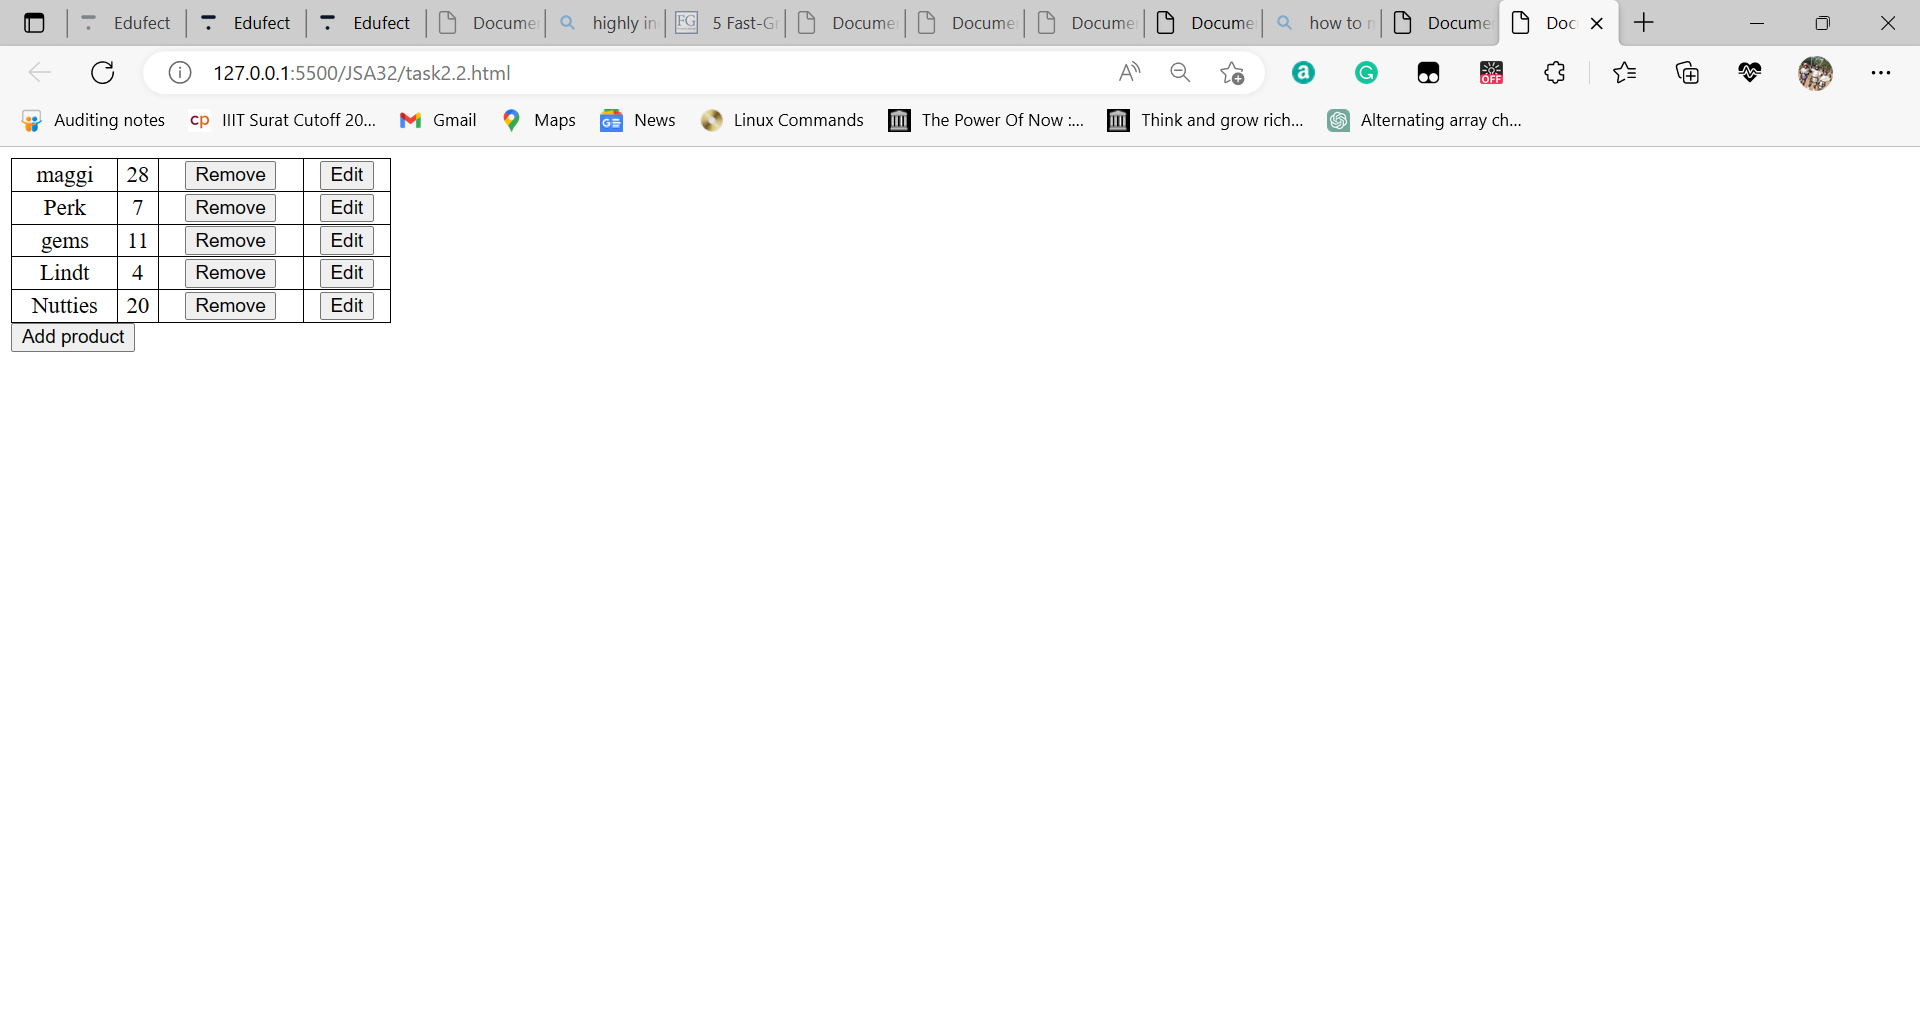 Edufect Edufect Edufect Docume highly in 5 Fast-Gr Docume Docume Docume Docume how to Docume Doc
127.0.0.1:5500/JSA32/task2.2.html
Auditing notes cp IIIT Surat Cutoff 20... Gmail Maps GE News Linux Commands The Power Of Now :... Think and grow rich... Alternating array ch...
maggi 28 Remove Edit
Perk 7 Remove Edit
gems 11 Remove Edit
Lindt 4 Remove Edit
Nutties 20 Remove Edit
Add product